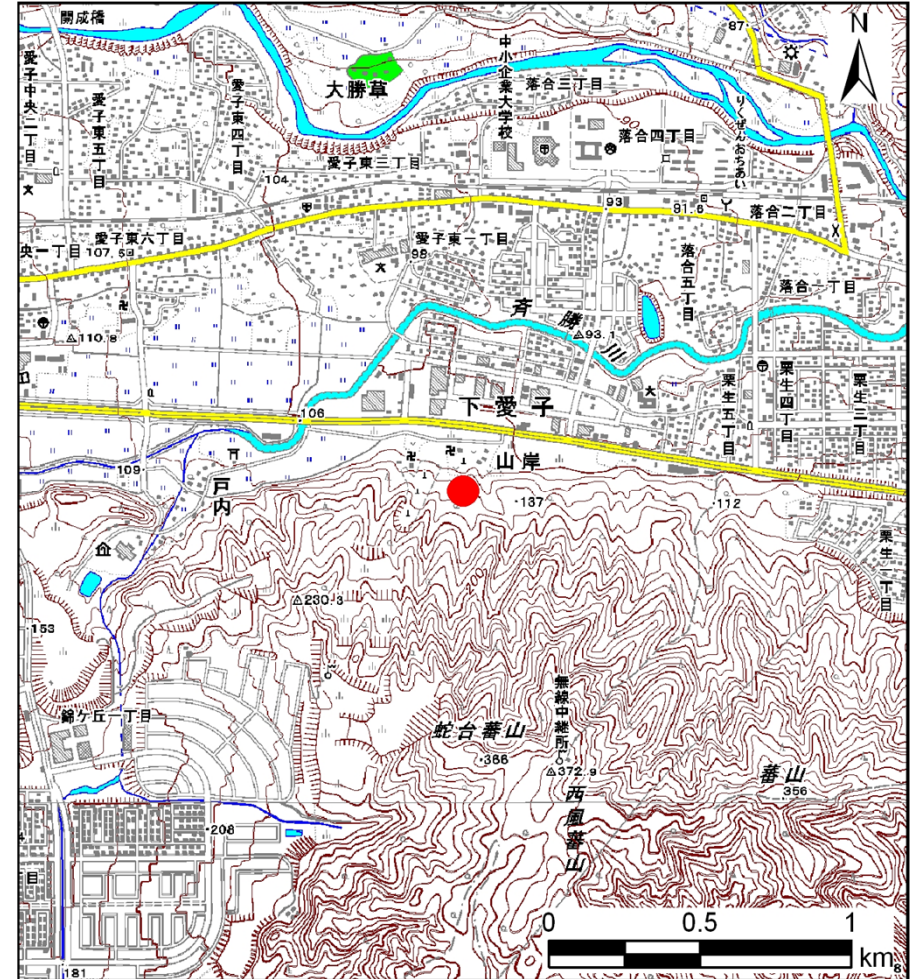 開成橋
87
N
大勝草
中小企業大学校
落合三丁目
愛子中央二丁目
愛子東五丁目
愛子東四丁目
落合四丁目
りくぜんおちあい
愛子東三丁目
104
93
91.6
落合二丁目
愛子東六丁目
央一丁目
107.5
愛子東一丁目
98
落合五丁目
落合一丁目
斉勝川
110.8
93.1
下愛子
栗生五丁目
栗生四丁目
栗生三丁目
106
山岸
109
戸内
137
112
栗生一丁目
230.3
153
100
無線中継所
錦ケ丘一丁目
蛇台蕃山
366
372.9
蕃山
356
西風蕃山
208
目
181
0 0.5 1
km